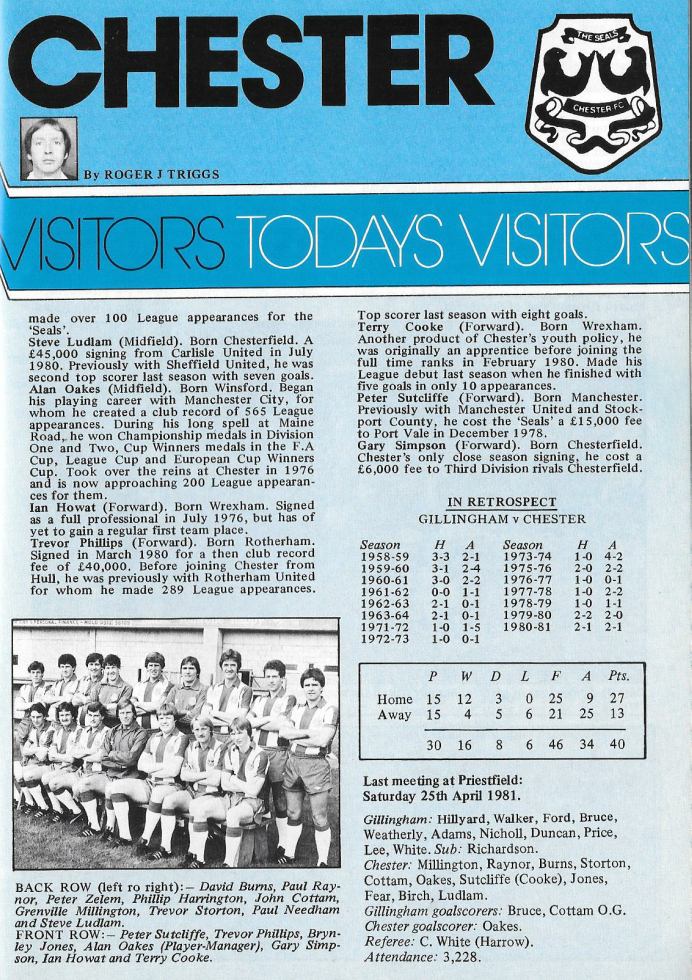 CHESTER
THE SEALS
CHESTER·FC
By ROGER J TRIGGS
VISITORS TODAYS VISITORS
made over 100 League appearances for the
‘Seals’.
Steve Ludlam (Midfield). Born Chesterfield. A
£45,000 signing from Carlisle United in July
1980. Previously with Sheffield United, he was
second top scorer last season with seven goals.
Alan Oakes (Midfield). Born Winsford. Began
his playing career with Manchester City, for
whom he created a club record of 565 League
appearances. During his long spell at Maine
Road, he won Championship medals in Division
One and Two, Cup Winners medals in the F.A
Cup, League Cup and European Cup Winners
Cup. Took over the reins at Chester in 1976
and is now approaching 200 League appearan-
ces for them.
Ian Howat (Forward). Born Wrexham. Signed
as a full professional in July 1976, but has of
yet to gain a regular first team place.
Trevor Phillips (Forward). Born Rotherham.
Signed in March 1980 for a then club record
fee of £40,000. Before joining Chester from
Hull, he was previously with Rotherham United
for whom he made 289 League appearances.
BACK ROW (left ro right):– David Burns, Paul Ray-
nor, Peter Zelem, Phillip Harrington, John Cottam,
Grenville Millington, Trevor Storton, Paul Needham
and Steve Ludlam.
FRONT ROW:– Peter Sutcliffe, Trevor Phillips, Bryn-
ley Jones, Alan Oakes (Player-Manager), Gary Simp-
son, Ian Howat and Terry Cooke.
Top scorer last season with eight goals.
Terry Cooke (Forward). Born Wrexham.
Another product of Chester’s youth policy, he
was originally an apprentice before joining the
full time ranks in February 1980. Made his
League debut last season when he finished with
five goals in only 10 appearances.
Peter Sutcliffe (Forward). Born Manchester.
Previously with Manchester United and Stock-
port County, he cost the ‘Seals’ a £15,000 fee
to Port Vale in December 1978.
Gary Simpson (Forward). Born Chesterfield.
Chester’s only close season signing, he cost a
£6,000 fee to Third Division rivals Chesterfield.
IN RETROSPECT
GILLINGHAM v CHESTER
Season H A Season H A
1958-59 3-3 2-1 1973-74 1-0 4-2
1959-60 3-1 2-4 1975-76 2-0 2-2
1960-61 3-0 2-2 1976-77 1-0 0-1
1961-62 0-0 1-1 1977-78 1-0 2-2
1962-63 2-1 0-1 1978-79 1-0 1-1
1963-64 2-1 0-1 1979-80 2-2 2-0
1971-72 1-0 1-5 1980-81 2-1 2-1
1972-73 1-0 0-1
P W D L F A Pts.
Home 15 12 3 0 25 9 27
Away 15 4 5 6 21 25 13
30 16 8 6 46 34 40
Last meeting at Priestfield:
Saturday 25th April 1981.
Gillingham: Hillyard, Walker, Ford, Bruce,
Weatherly, Adams, Nicholl, Duncan, Price,
Lee, White. Sub: Richardson.
Chester: Millington, Raynor, Burns, Storton,
Cottam, Oakes, Sutcliffe (Cooke), Jones,
Fear, Birch, Ludlam.
Gillingham goalscorers: Bruce, Cottam O.G.
Chester goalscorer: Oakes.
Referee: C. White (Harrow).
Attendance: 3,228.